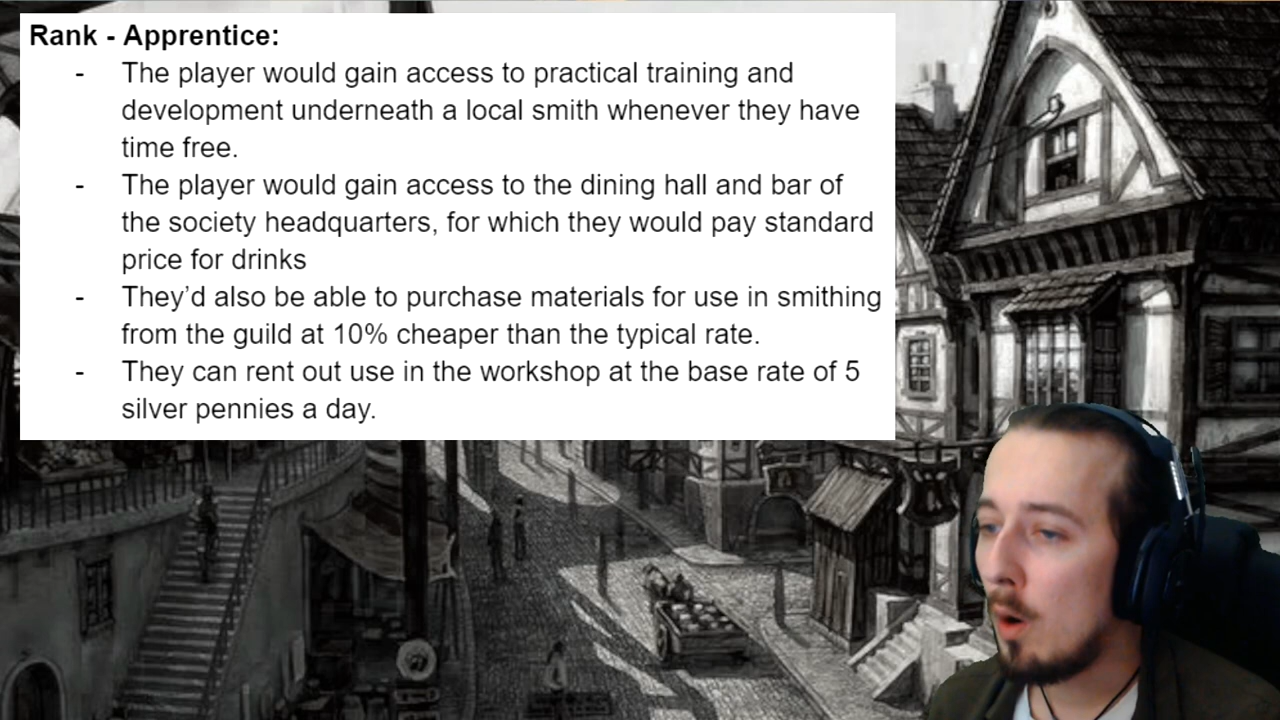 Rank - Apprentice:
- The player would gain access to practical training and
development underneath a local smith whenever they have
time free.
- The player would gain access to the dining hall and bar of
the society headquarters, for which they would pay standard
price for drinks
- They’d also be able to purchase materials for use in smithing
from the guild at 10% cheaper than the typical rate.
- They can rent out use in the workshop at the base rate of 5
silver pennies a day.